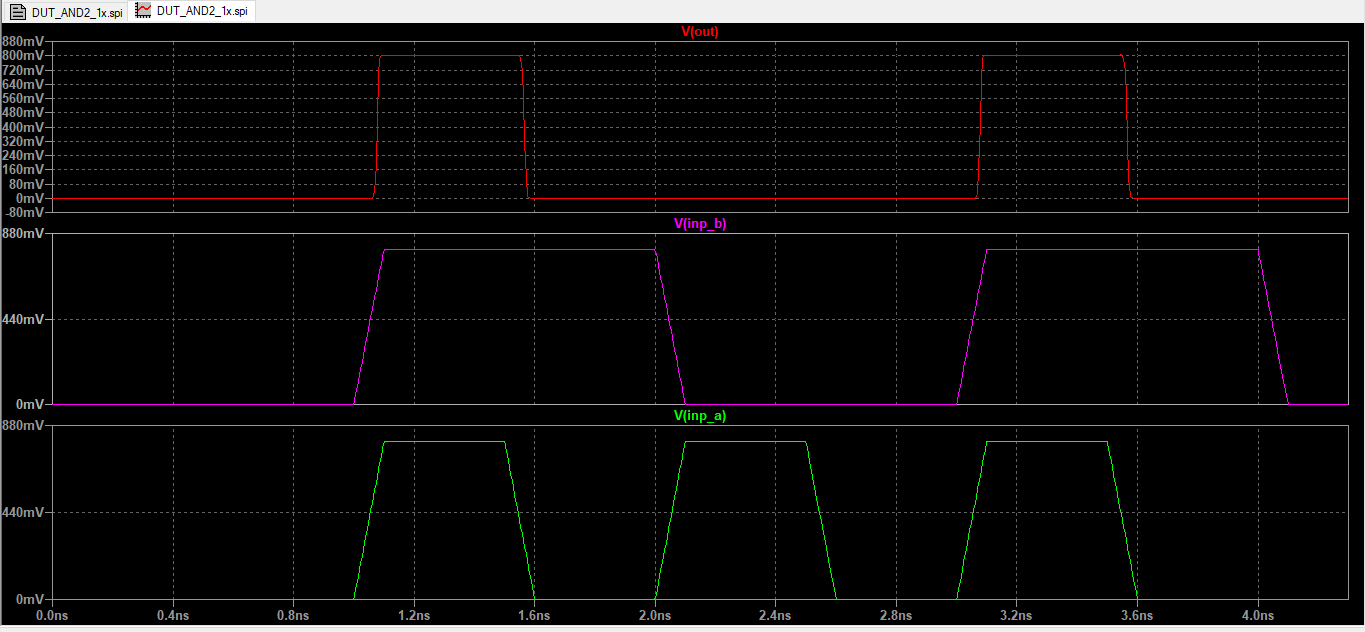 DUT_AND2_1x.spi DUT_AND2_1x.spi
V(out)
880mV
800mV
720mV
640mV
560mV
480mV
400mV
320mV
240mV
160mV
80mV
0mV
-80mV
V(inp_b)
880mV
440mV
0mV
V(inp_a)
880mV
440mV
0mV
0.0ns 0.4ns 0.8ns 1.2ns 1.6ns 2.0ns 2.4ns 2.8ns 3.2ns 3.6ns 4.0ns